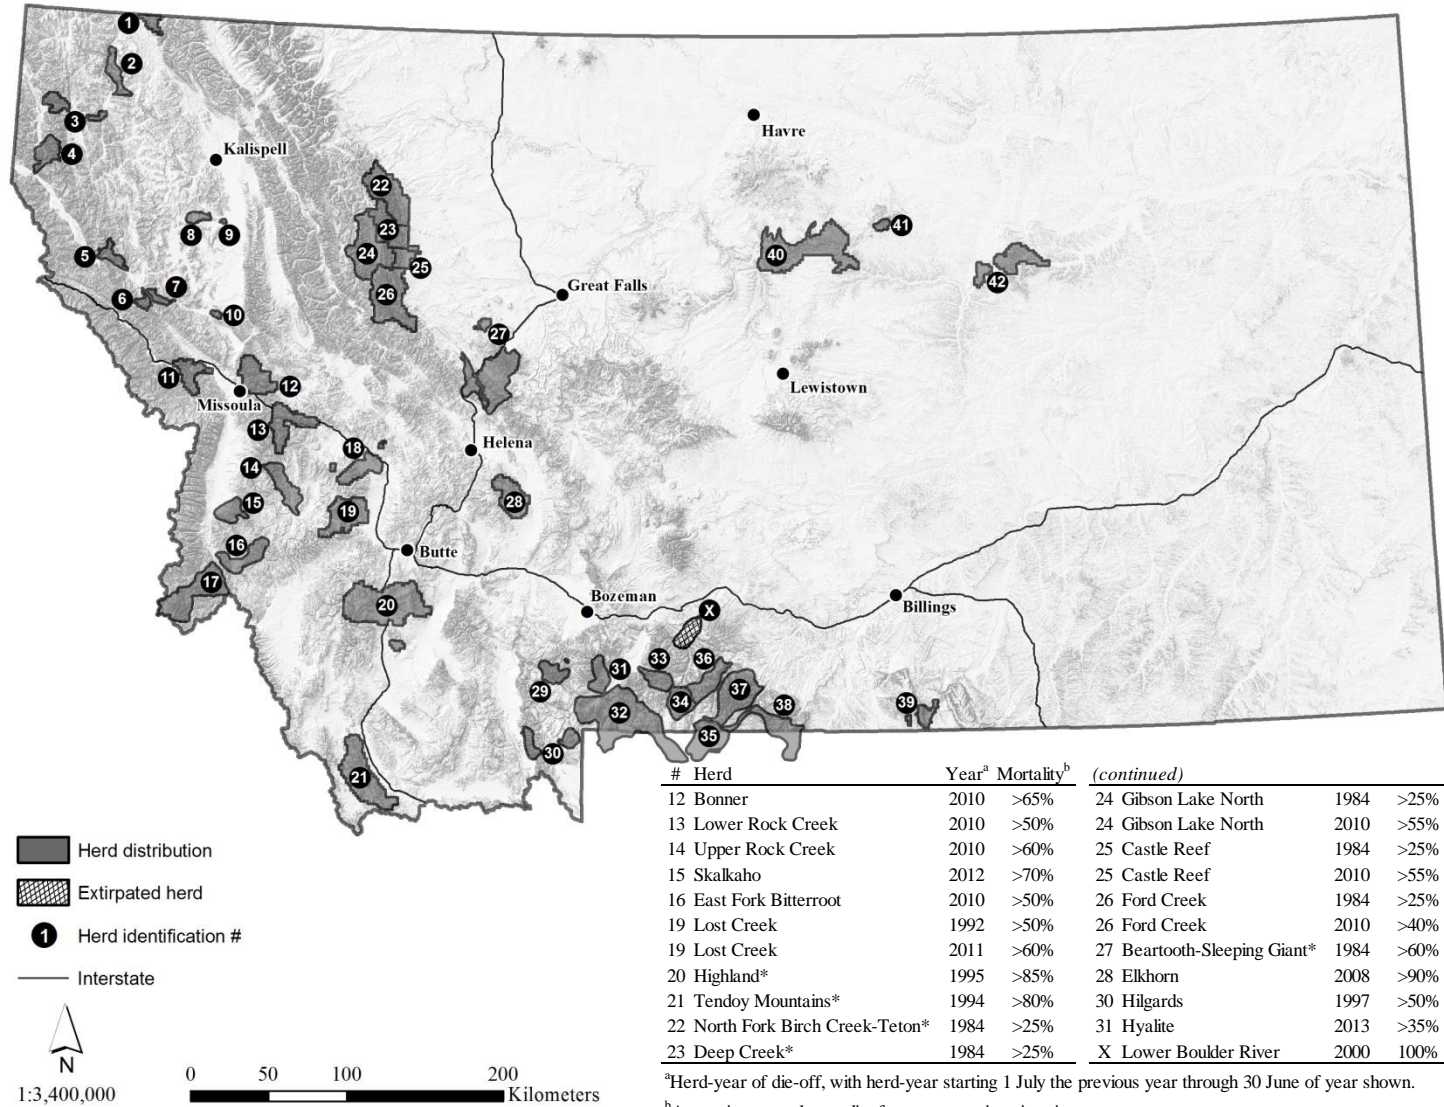 1
2
3
4
Kalispell
Havre
22
8
9
23
5
24
25
40
41
42
7
6
26
Great Falls
10
27
11
12
Missoula
Lewistown
13
18
Helena
14
15
19
28
16
Butte
17
20
Bozeman
X
Billings
31
33
36
29
37
34
32
38
39
35
30
21
# Herd Yearª Mortalityᵇ
12 Bonner 2010 >65%
13 Lower Rock Creek 2010 >50%
14 Upper Rock Creek 2010 >60%
15 Skalkaho 2012 >70%
16 East Fork Bitterroot 2010 >50%
19 Lost Creek 1992 >50%
19 Lost Creek 2011 >60%
20 Highland* 1995 >85%
21 Tendoy Mountains* 1994 >80%
22 North Fork Birch Creek-Teton* 1984 >25%
23 Deep Creek* 1984 >25%
(continued)
24 Gibson Lake North 1984 >25%
24 Gibson Lake North 2010 >55%
25 Castle Reef 1984 >25%
25 Castle Reef 2010 >55%
26 Ford Creek 1984 >25%
26 Ford Creek 2010 >40%
27 Beartooth-Sleeping Giant* 1984 >60%
28 Elkhorn 2008 >90%
30 Hilgards 1997 >50%
31 Hyalite 2013 >35%
X Lower Boulder River 2000 100%
ªHerd-year of die-off, with herd-year starting 1 July the previous year through 30 June of year shown.
Herd distribution
Extirpated herd
1 Herd identification #
Interstate
N
1:3,400,000
0 50 100 200
Kilometers